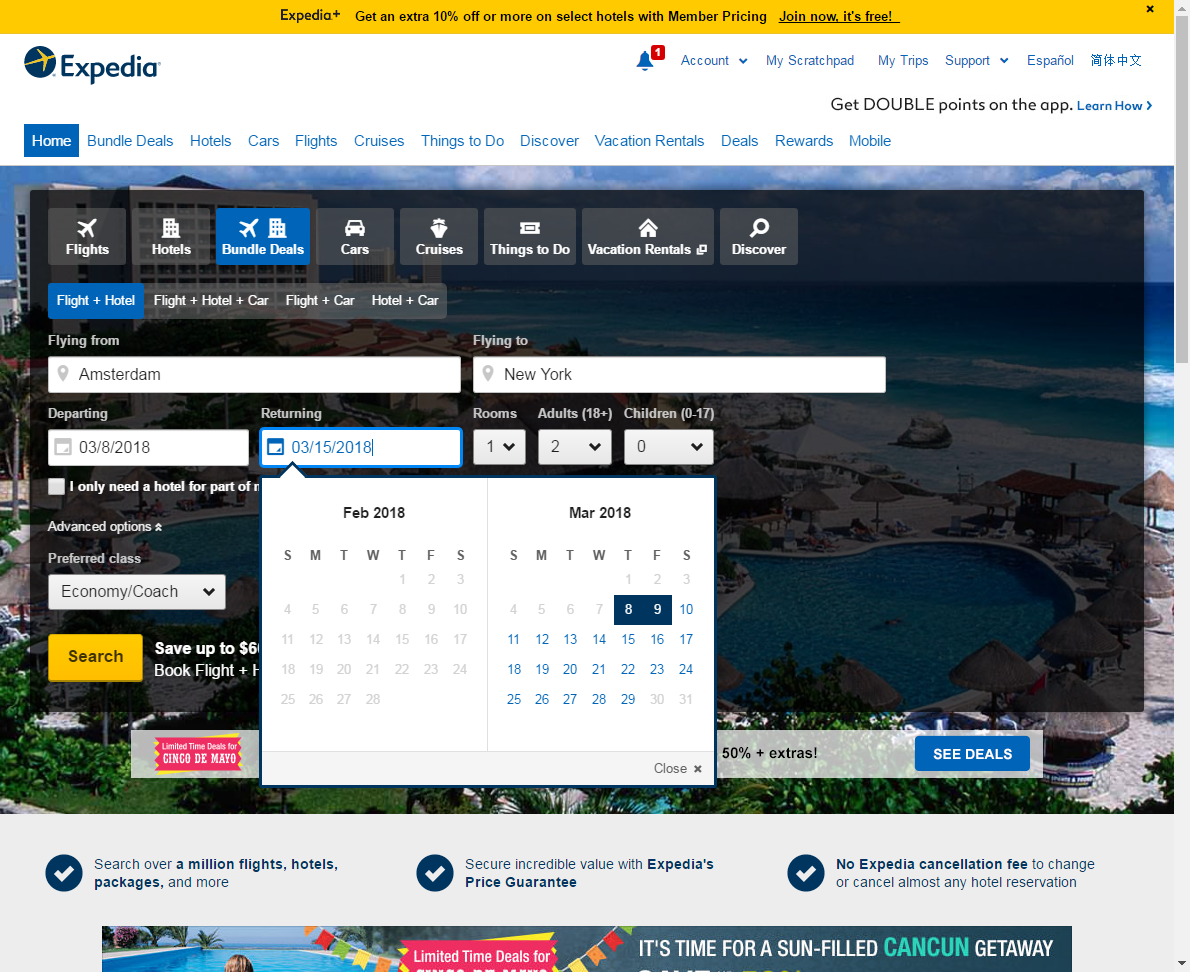 Expedia+ Get an extra 10% off or more on select hotels with Member Pricing Join now, it's free!
Expedia
1 Account My Scratchpad My Trips Support Español 简体中文
Get DOUBLE points on the app. Learn How
Home Bundle Deals Hotels Cars Flights Cruises Things to Do Discover Vacation Rentals Deals Rewards Mobile
Flights Hotels Bundle Deals Cars Cruises Things to Do Vacation Rentals Discover
Flight + Hotel Flight + Hotel + Car Flight + Car Hotel + Car
Flying from Flying to
Amsterdam New York
Departing Returning Rooms Adults (18+) Children (0-17)
03/8/2018 03/15/2018 1 2 0
I only need a hotel for part of
Advanced options
Preferred class
Economy/Coach
Search
Save up to $6
Book Flight + H
Feb 2018
S M T W T F S
1 2 3
4 5 6 7 8 9 10
11 12 13 14 15 16 17
18 19 20 21 22 23 24
25 26 27 28
Mar 2018
S M T W T F S
1 2 3
4 5 6 7 8 9 10
11 12 13 14 15 16 17
18 19 20 21 22 23 24
25 26 27 28 29 30 31
Close
Limited Time Deals for
CINCO DE MAYO
50% + extras!
SEE DEALS
Search over a million flights, hotels,
packages, and more
Secure incredible value with Expedia's
Price Guarantee
No Expedia cancellation fee to change
or cancel almost any hotel reservation
Limited Time Deals for
IT'S TIME FOR A SUN-FILLED CANCUN GETAWAY